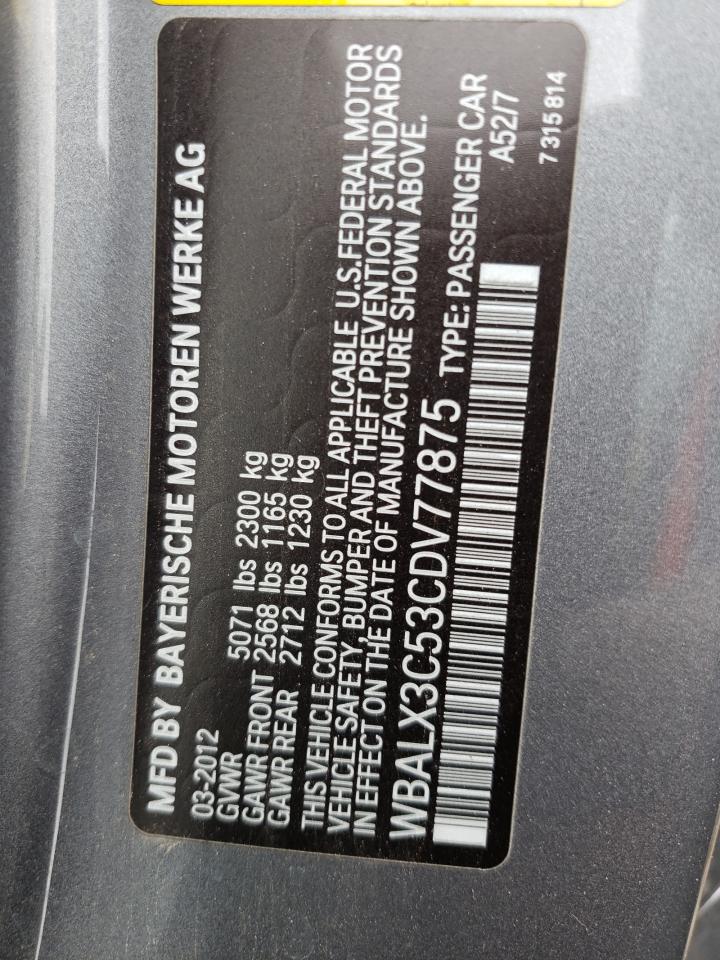 MFD BY BAYERISCHE MOTOREN WERKE AG
03-2012
GVWR 5071 lbs 2300 kg
GAWR FRONT 2568 lbs 1165 kg
GAWR REAR 2712 lbs 1230 kg
THIS VEHICLE CONFORMS TO ALL APPLICABLE U.S.FEDERAL MOTOR
VEHICLE SAFETY, BUMPER AND THEFT PREVENTION STANDARDS
IN EFFECT ON THE DATE OF MANUFACTURE SHOWN ABOVE.
WBALX3C53CDV77875 TYPE: PASSENGER CAR
A52/7
7 315 814